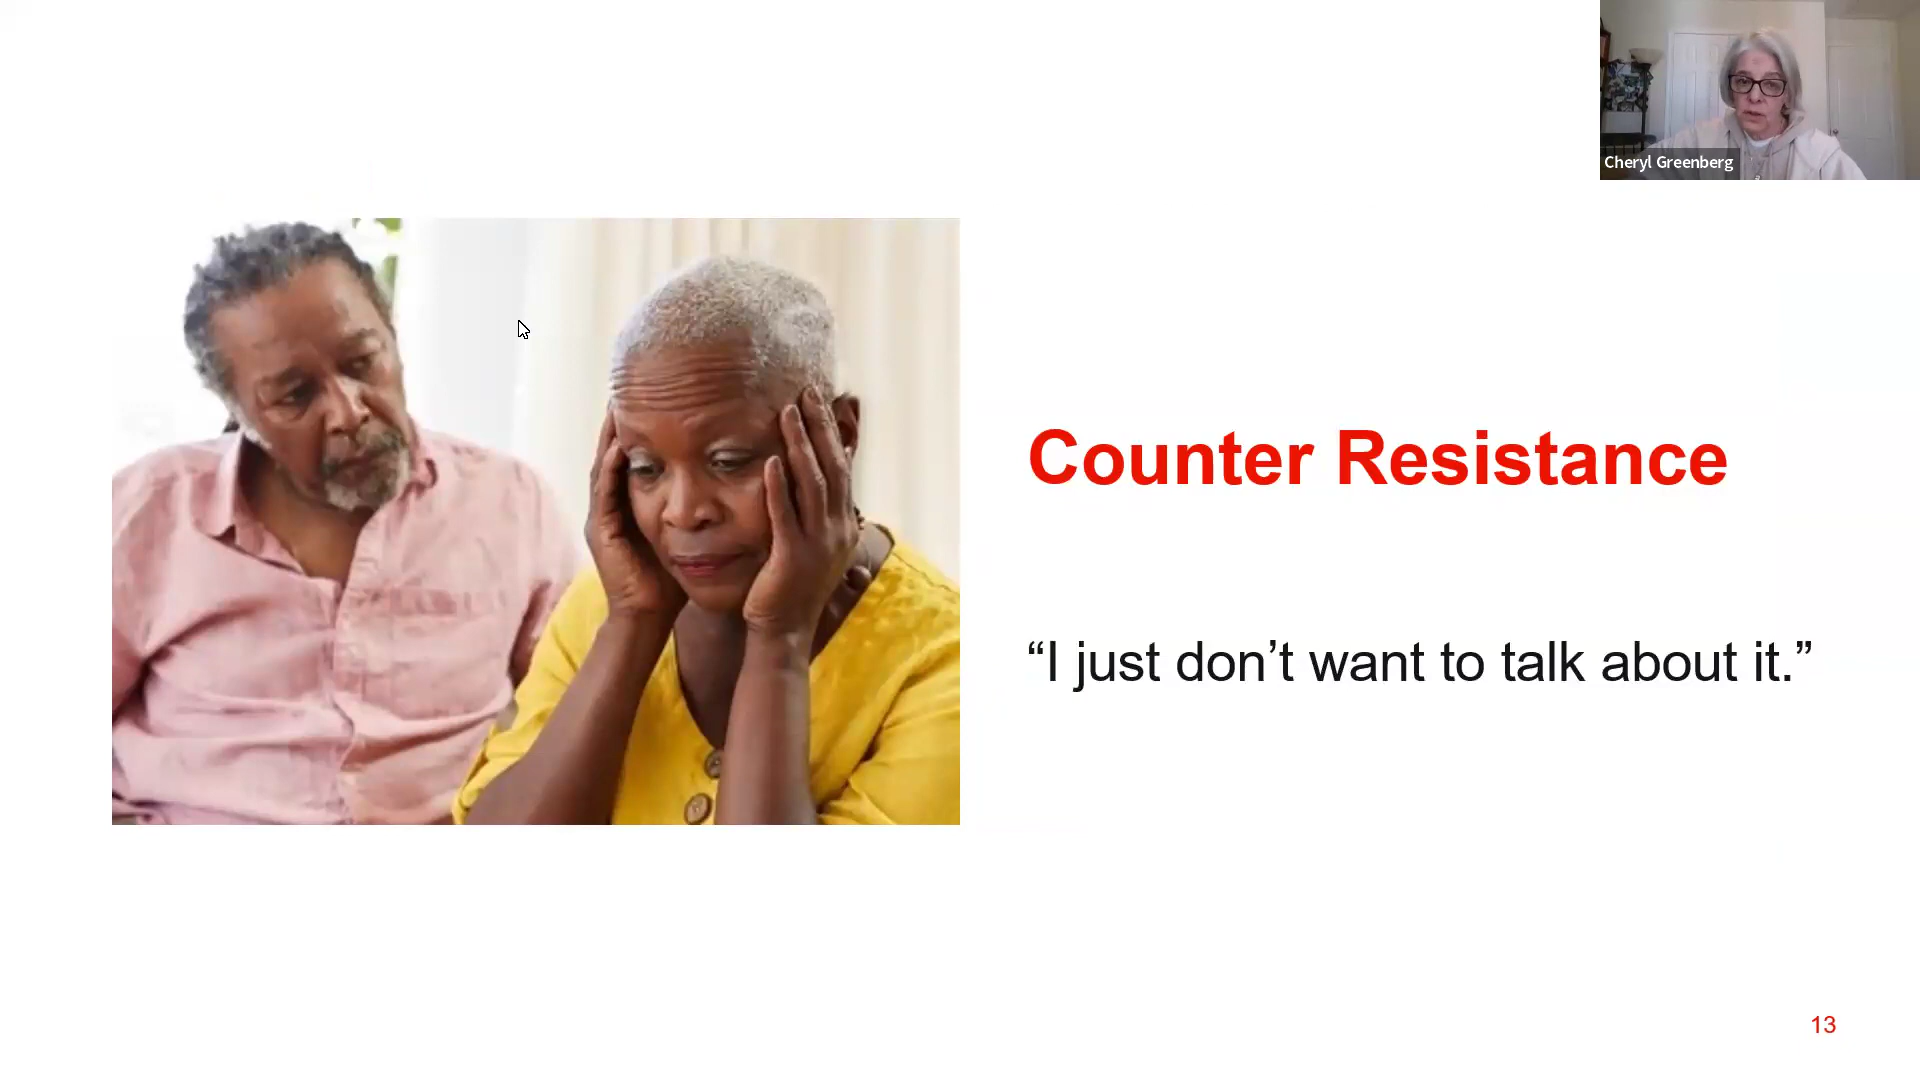 Cheryl Greenberg
Counter Resistance
“I just don’t want to talk about it.”
13